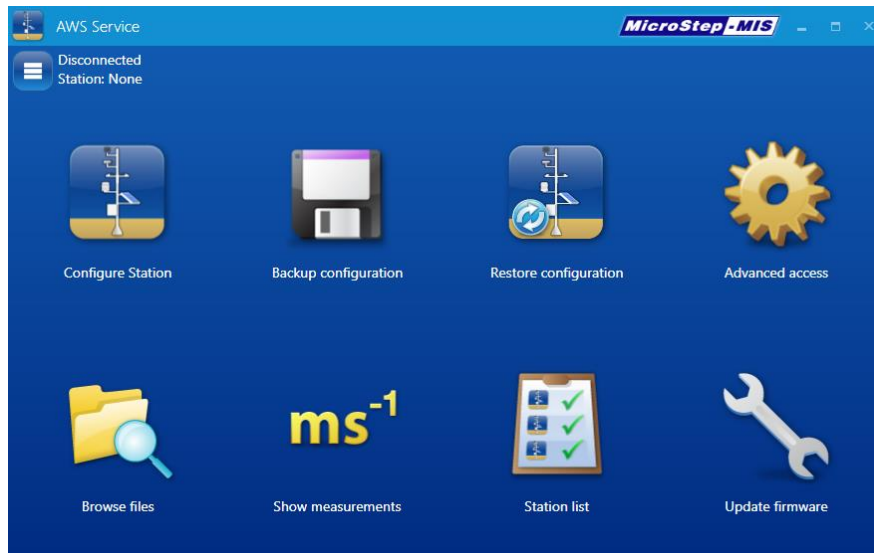 AWS Service
MicroStep-MIS
Disconnected
Station: None
Configure Station
Backup configuration
Restore configuration
Advanced access
ms⁻¹
Browse files
Show measurements
Station list
Update firmware